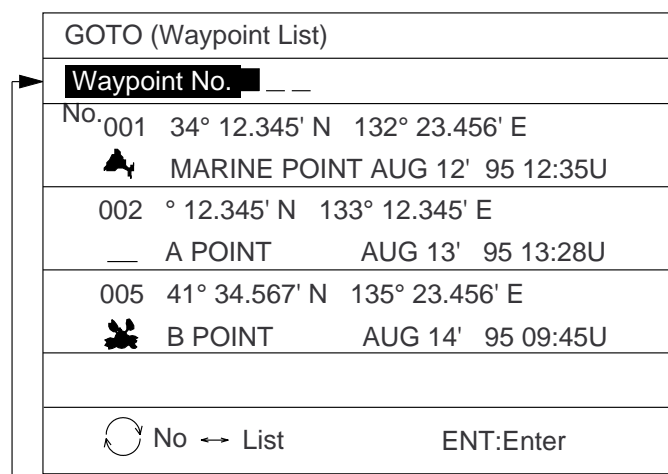 GOTO (Waypoint List)
Waypoint No. _ _
No.
001 34° 12.345' N 132° 23.456' E
MARINE POINT AUG 12' 95 12:35U
002 ° 12.345' N 133° 12.345' E
__ A POINT AUG 13' 95 13:28U
005 41° 34.567' N 135° 23.456' E
B POINT AUG 14' 95 09:45U
No ↔ List ENT:Enter